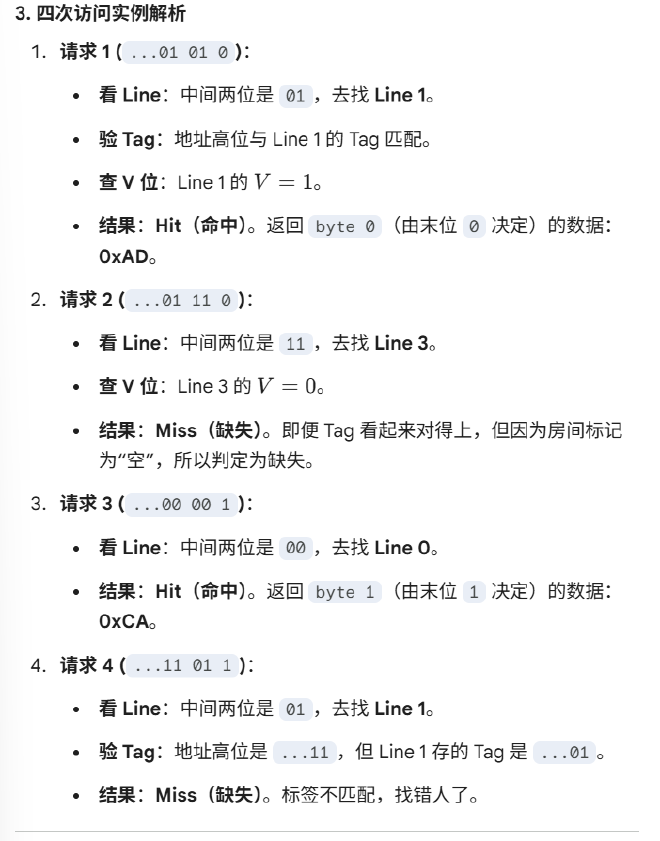 3. 四次访问实例解析
1. 请求 1 (...01 01 0):
• 看 Line：中间两位是 01，去找 Line 1。
• 验 Tag：地址高位与 Line 1 的 Tag 匹配。
• 查 V 位：Line 1 的 V = 1。
• 结果：Hit（命中）。返回 byte 0（由末位 0 决定）的数据：
0xAD。
2. 请求 2 (...01 11 0):
• 看 Line：中间两位是 11，去找 Line 3。
• 查 V 位：Line 3 的 V = 0。
• 结果：Miss（缺失）。即便 Tag 看起来对得上，但因为房间标记
为“空”，所以判定为缺失。
3. 请求 3 (...00 00 1):
• 看 Line：中间两位是 00，去找 Line 0。
• 结果：Hit（命中）。返回 byte 1（由末位 1 决定）的数据：
0xCA。
4. 请求 4 (...11 01 1):
• 看 Line：中间两位是 01，去找 Line 1。
• 验 Tag：地址高位是 ...11，但 Line 1 存的 Tag 是 ...01。
• 结果：Miss（缺失）。标签不匹配，找错人了。